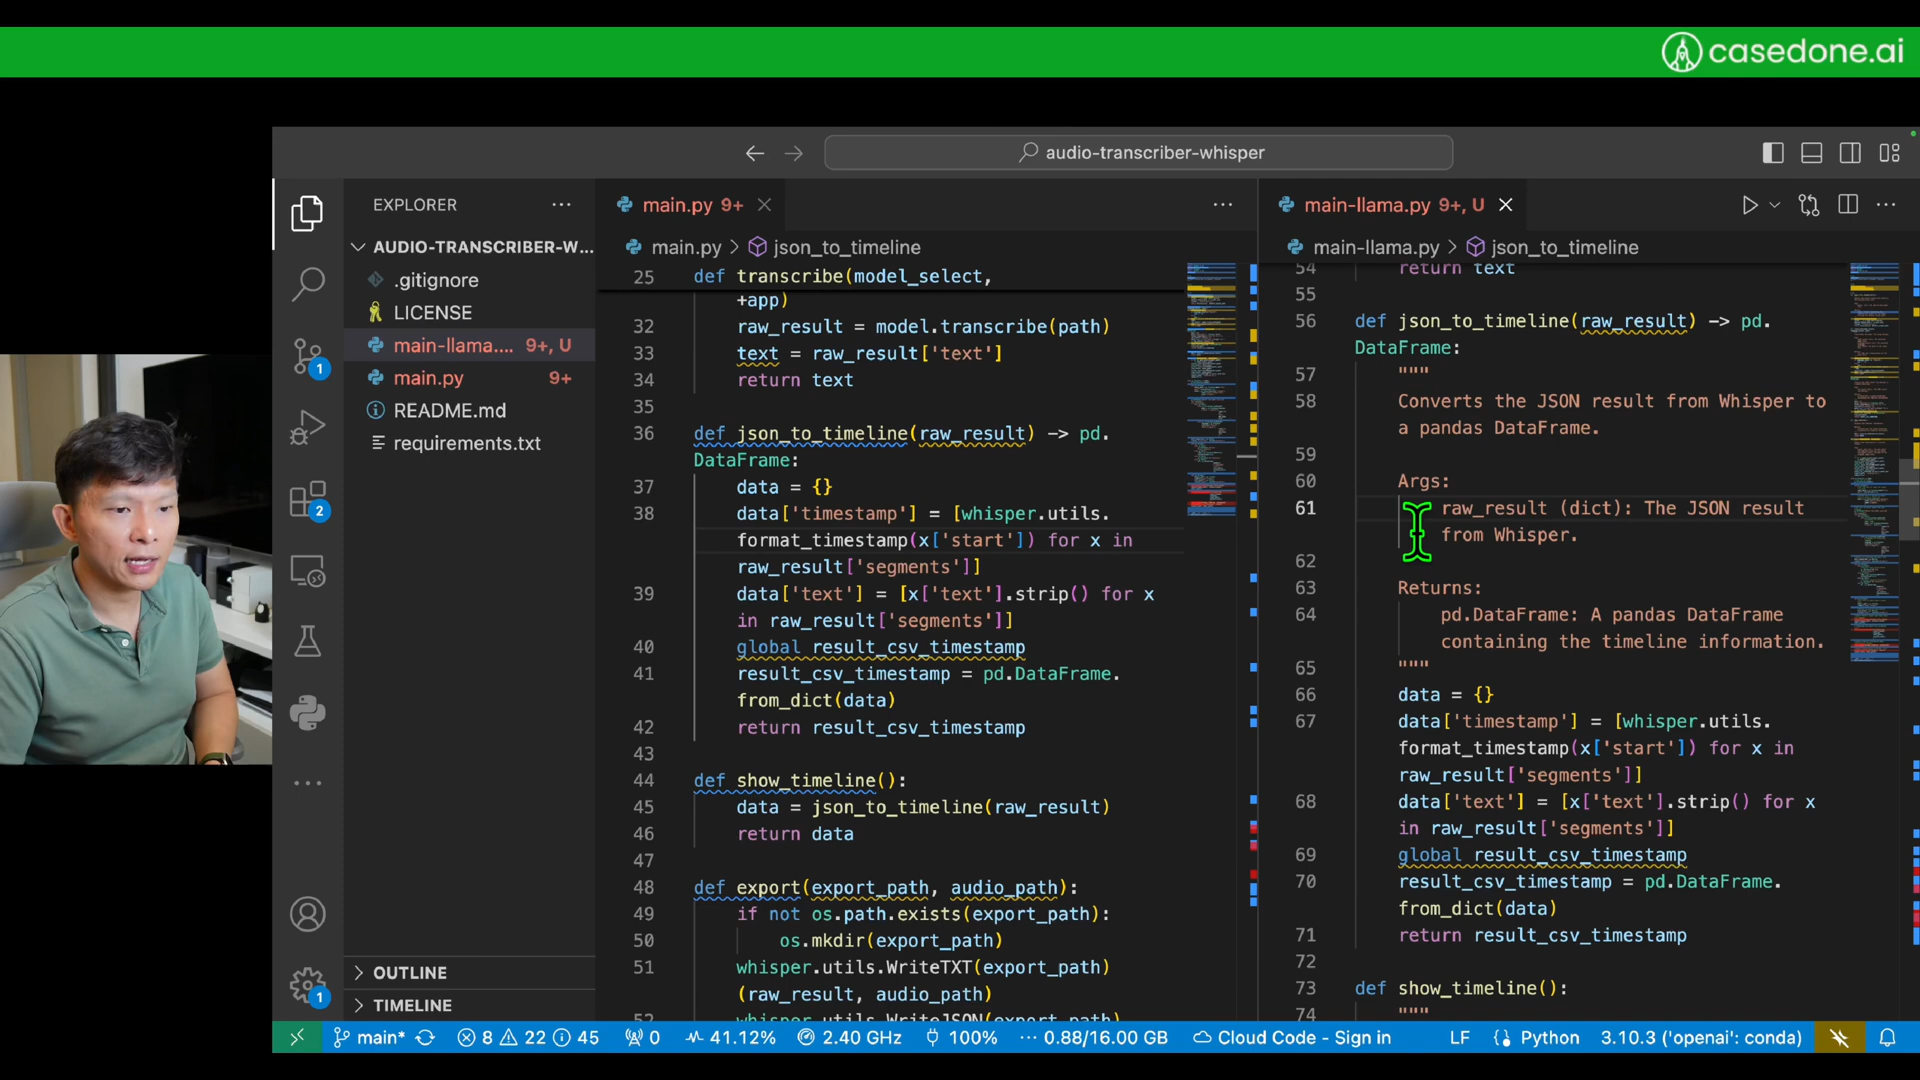 casedone.ai
audio-transcriber-whisper
EXPLORER
AUDIO-TRANSCRIBER-W...
.gitignore
LICENSE
main-llama.... 9+, U
main.py 9+
README.md
requirements.txt
OUTLINE
TIMELINE
1
2
1
main.py 9+
main.py > json_to_timeline
25 def transcribe(model_select,
+app)
32 raw_result = model.transcribe(path)
33 text = raw_result['text']
34 return text
35
36 def json_to_timeline(raw_result) -> pd.
DataFrame:
37 data = {}
38 data['timestamp'] = [whisper.utils.
format_timestamp(x['start']) for x in
raw_result['segments']]
39 data['text'] = [x['text'].strip() for x
in raw_result['segments']]
40 global result_csv_timestamp
41 result_csv_timestamp = pd.DataFrame.
from_dict(data)
42 return result_csv_timestamp
43
44 def show_timeline():
45 data = json_to_timeline(raw_result)
46 return data
47
48 def export(export_path, audio_path):
49 if not os.path.exists(export_path):
50 os.mkdir(export_path)
51 whisper.utils.WriteTXT(export_path)
(raw_result, audio_path)
52 whisper.utils.WriteJSON(export_path)
main-llama.py 9+, U
main-llama.py > json_to_timeline
54 return text
55
56 def json_to_timeline(raw_result) -> pd.
DataFrame:
57 """
58 Converts the JSON result from Whisper to
a pandas DataFrame.
59
60 Args:
61 raw_result (dict): The JSON result
from Whisper.
62
63 Returns:
64 pd.DataFrame: A pandas DataFrame
containing the timeline information.
65 """
66 data = {}
67 data['timestamp'] = [whisper.utils.
format_timestamp(x['start']) for x in
raw_result['segments']]
68 data['text'] = [x['text'].strip() for x
in raw_result['segments']]
69 global result_csv_timestamp
70 result_csv_timestamp = pd.DataFrame.
from_dict(data)
71 return result_csv_timestamp
72
73 def show_timeline():
74 """
main* 8 22 45 0 41.12% 2.40 GHz 100% 0.88/16.00 GB Cloud Code - Sign in LF Python 3.10.3 ('openai': conda)